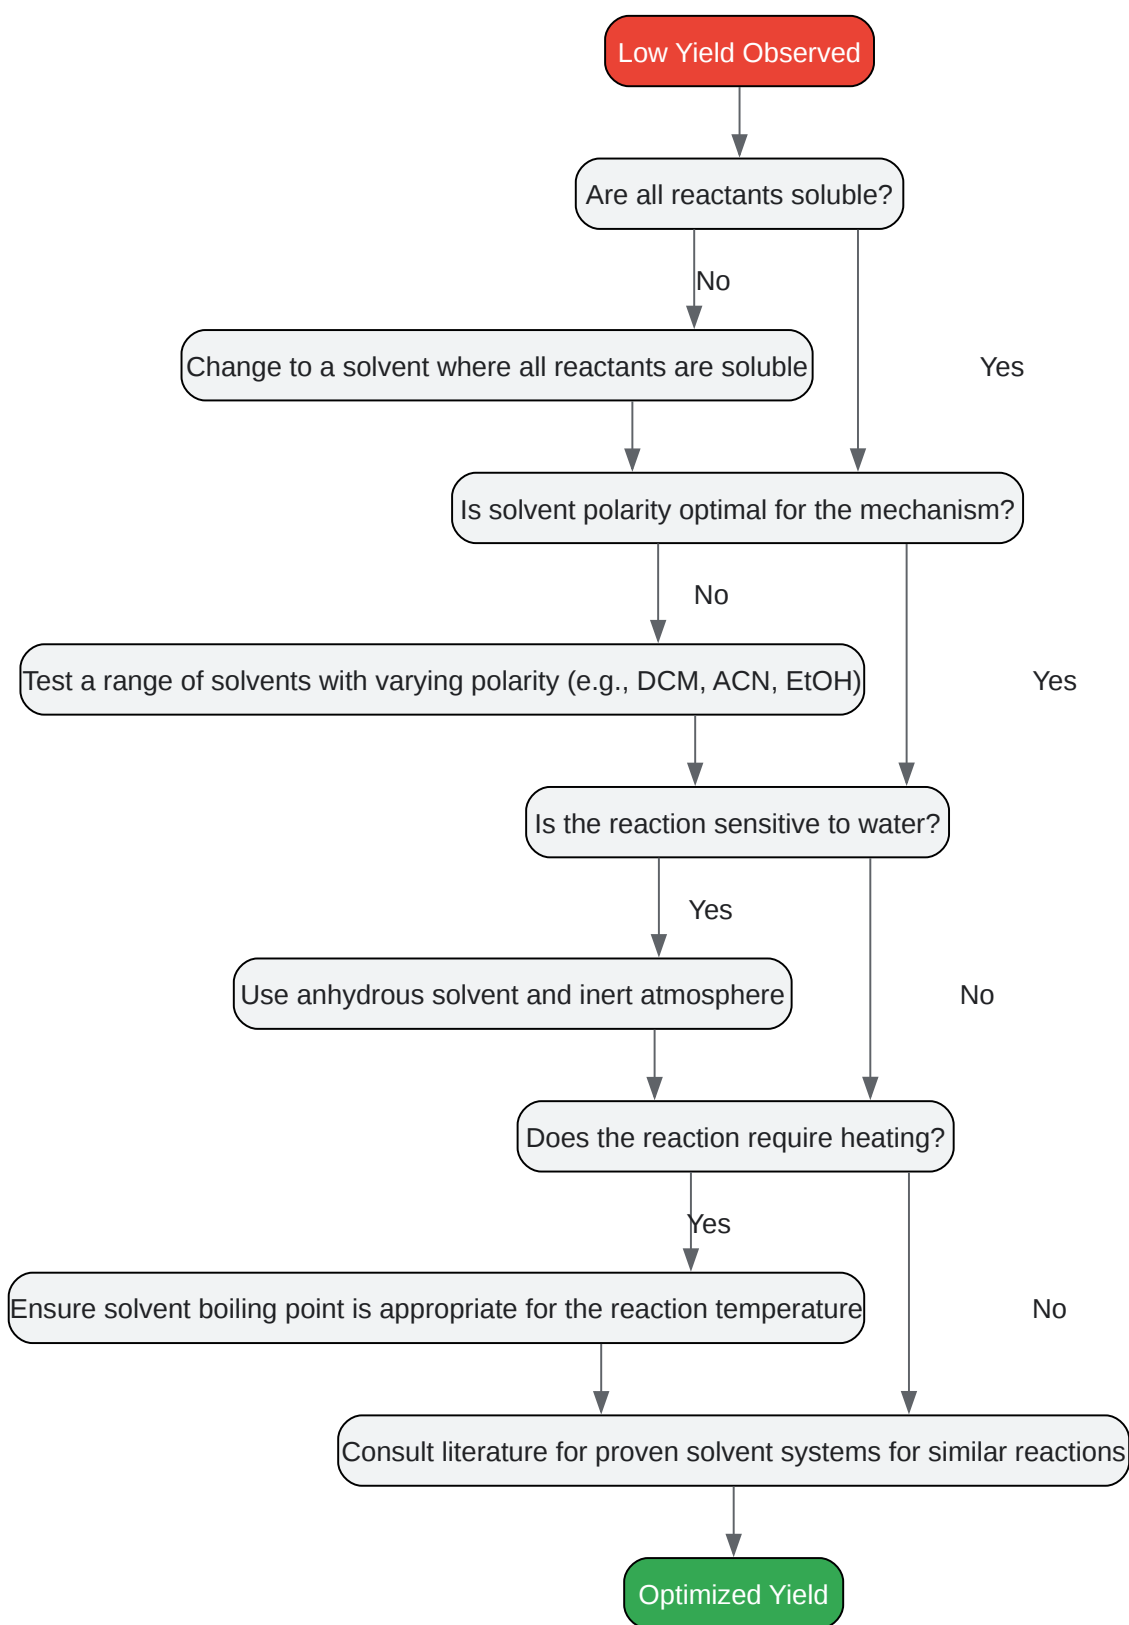 Low Yield Observed
Are all reactants soluble?
No
Change to a solvent where all reactants are soluble
Yes
Is solvent polarity optimal for the mechanism?
No
Test a range of solvents with varying polarity (e.g., DCM, ACN, EtOH)
Yes
Is the reaction sensitive to water?
Yes
Use anhydrous solvent and inert atmosphere
No
Does the reaction require heating?
Yes
Ensure solvent boiling point is appropriate for the reaction temperature
No
Consult literature for proven solvent systems for similar reactions
Optimized Yield